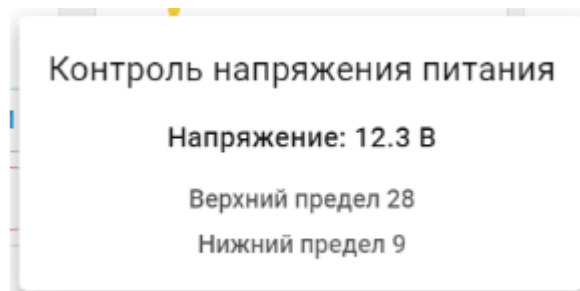 Контроль напряжения питания
Напряжение: 12.3 В
Верхний предел 28
Нижний предел 9